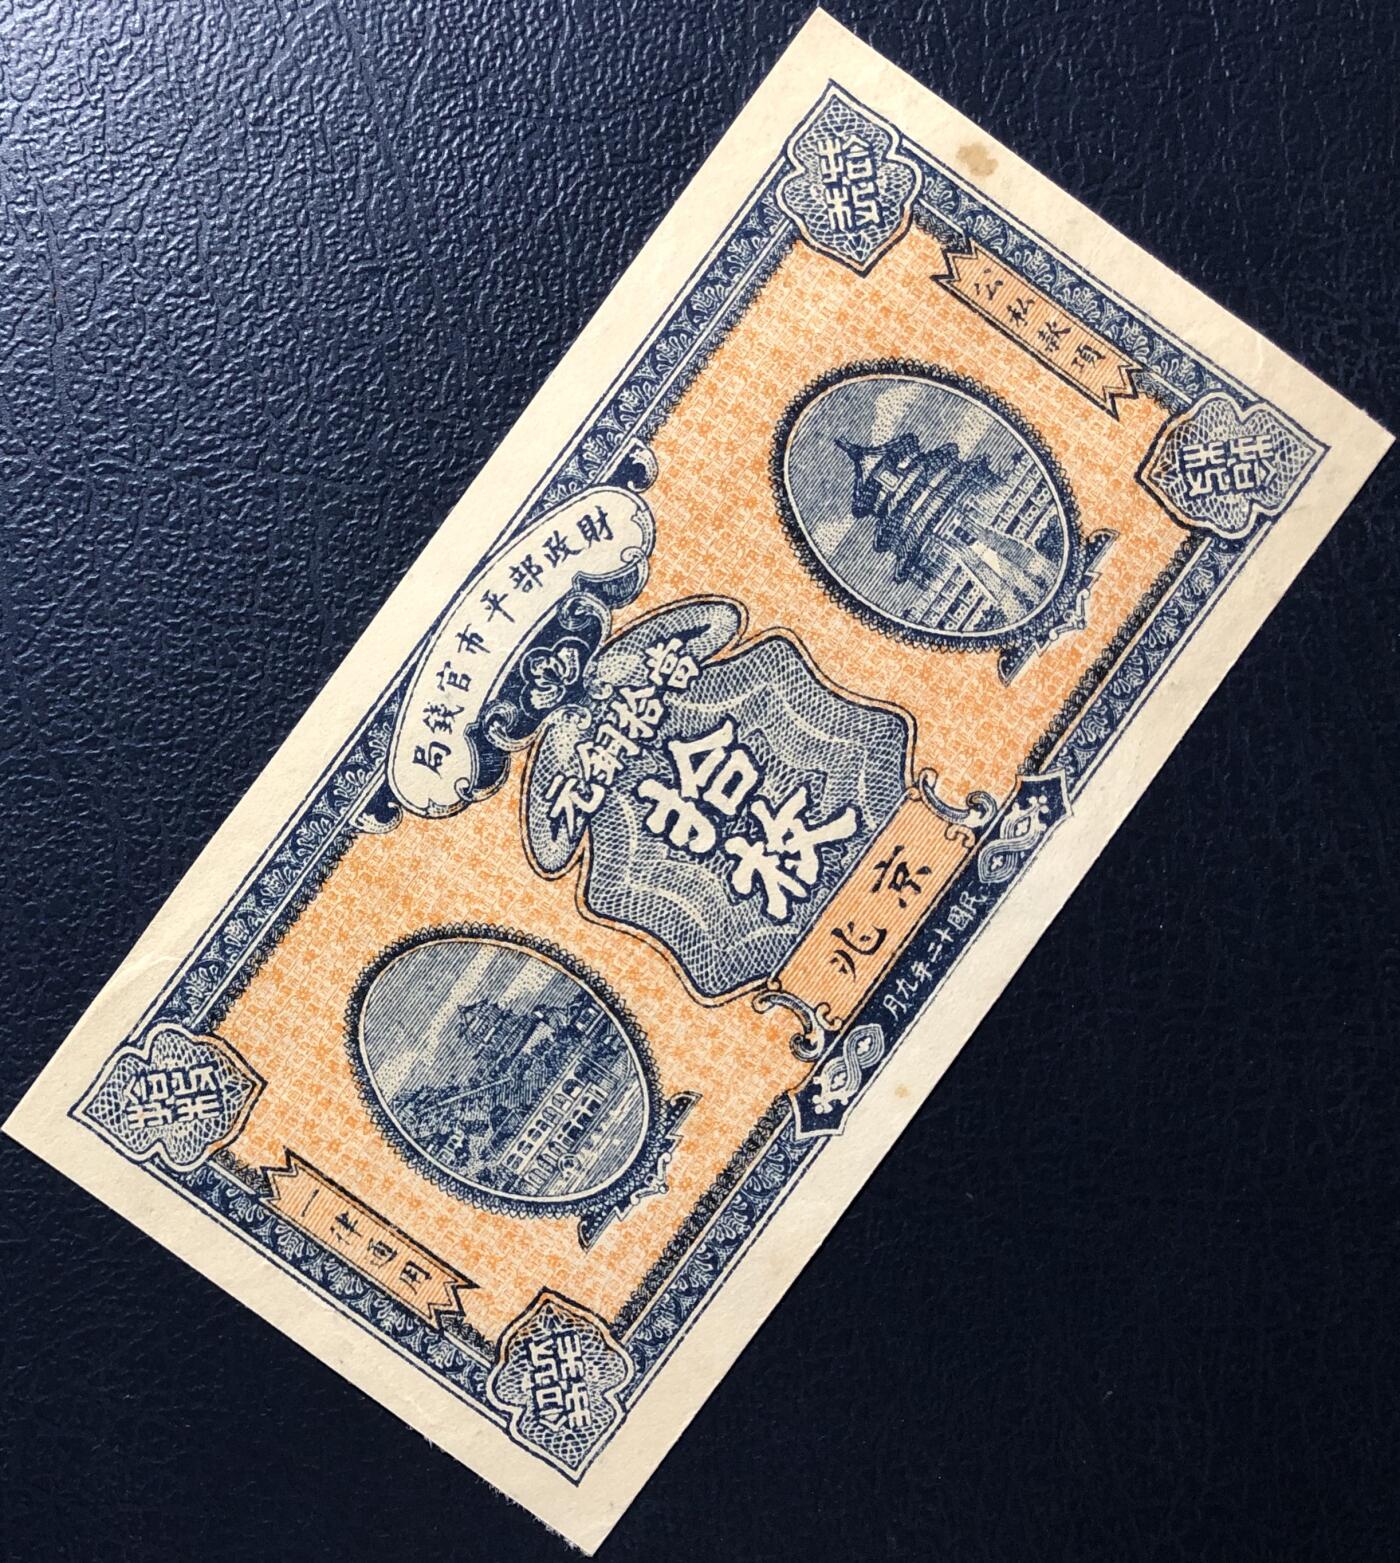 財政部平市官錢局
當拾銅元
拾枚
京兆
民國十二年九月
公私款項
一律通用
拾枚
拾枚
拾枚
拾枚